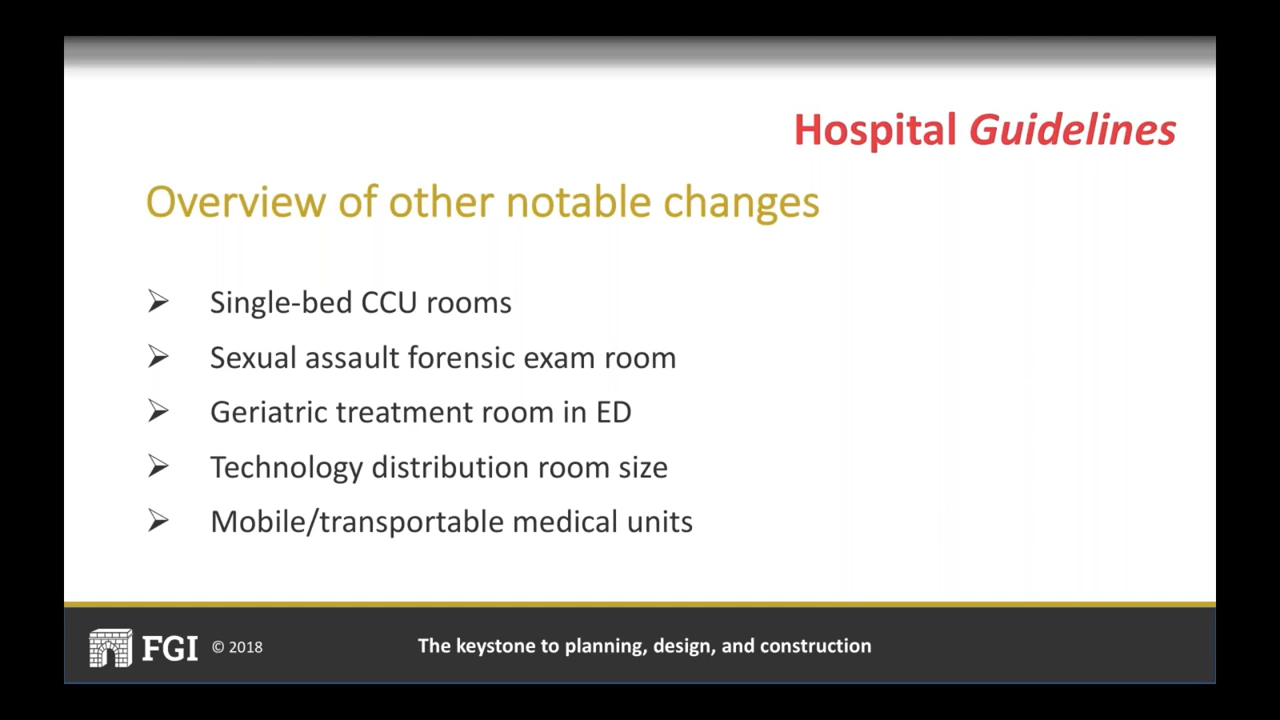 Hospital Guidelines
Overview of other notable changes
➢ Single-bed CCU rooms
➢ Sexual assault forensic exam room
➢ Geriatric treatment room in ED
➢ Technology distribution room size
➢ Mobile/transportable medical units
FGI © 2018 The keystone to planning, design, and construction